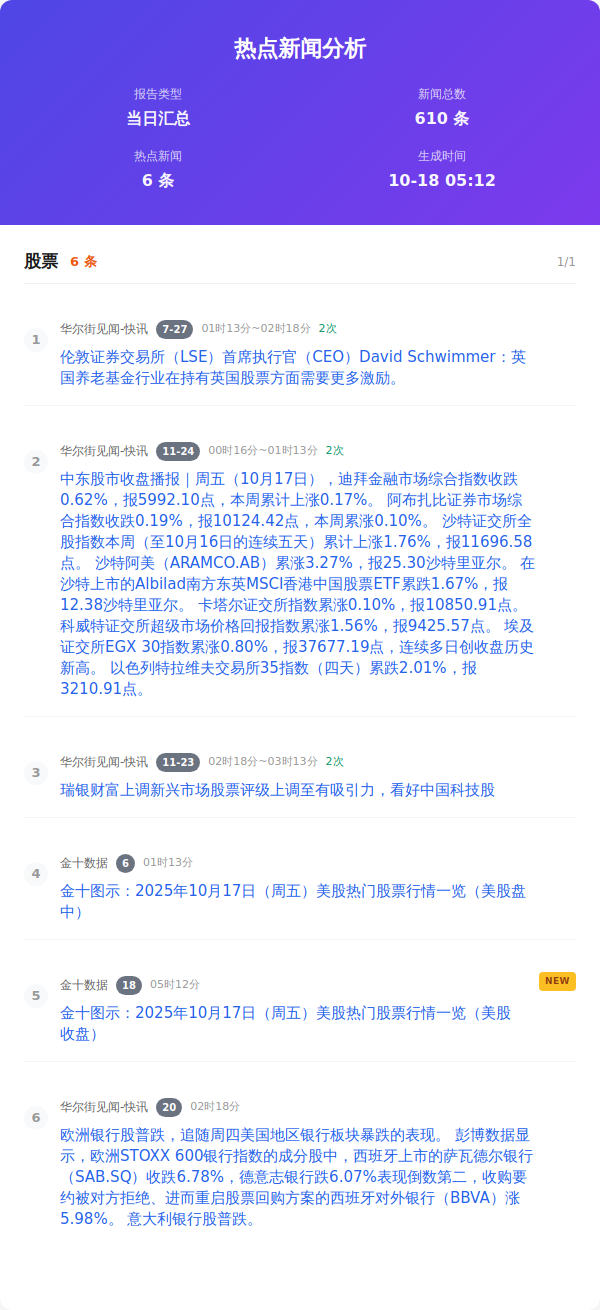 热点新闻分析
报告类型
新闻总数
当日汇总
610 条
热点新闻
生成时间
6 条
10-18 05:12
股票 6 条 1/1
1
华尔街见闻-快讯 7-27 01时13分~02时18分 2次
伦敦证券交易所（LSE）首席执行官（CEO）David Schwimmer：英
国养老基金行业在持有英国股票方面需要更多激励。
2
华尔街见闻-快讯 11-24 00时16分~01时13分 2次
中东股市收盘播报｜周五（10月17日），迪拜金融市场综合指数收跌
0.62%，报5992.10点，本周累计上涨0.17%。 阿布扎比证券市场综
合指数收跌0.19%，报10124.42点，本周累涨0.10%。 沙特证交所全
股指数本周（至10月16日的连续五天）累计上涨1.76%，报11696.58
点。 沙特阿美（ARAMCO.AB）累涨3.27%，报25.30沙特里亚尔。 在
沙特上市的Albilad南方东英MSCI香港中国股票ETF累跌1.67%，报
12.38沙特里亚尔。 卡塔尔证交所指数累涨0.10%，报10850.91点。
科威特证交所超级市场价格回报指数累涨1.56%，报9425.57点。 埃及
证交所EGX 30指数累涨0.80%，报37677.19点，连续多日创收盘历史
新高。 以色列特拉维夫交易所35指数（四天）累跌2.01%，报
3210.91点。
3
华尔街见闻-快讯 11-23 02时18分~03时13分 2次
瑞银财富上调新兴市场股票评级上调至有吸引力，看好中国科技股
4
金十数据 6 01时13分
金十图示：2025年10月17日（周五）美股热门股票行情一览（美股盘
中）
5
金十数据 18 05时12分 NEW
金十图示：2025年10月17日（周五）美股热门股票行情一览（美股
收盘）
6
华尔街见闻-快讯 20 02时18分
欧洲银行股普跌，追随周四美国地区银行板块暴跌的表现。 彭博数据显
示，欧洲STOXX 600银行指数的成分股中，西班牙上市的萨瓦德尔银行
（SAB.SQ）收跌6.78%，德意志银行跌6.07%表现倒数第二，收购要
约被对方拒绝、进而重启股票回购方案的西班牙对外银行（BBVA）涨
5.98%。 意大利银行股普跌。